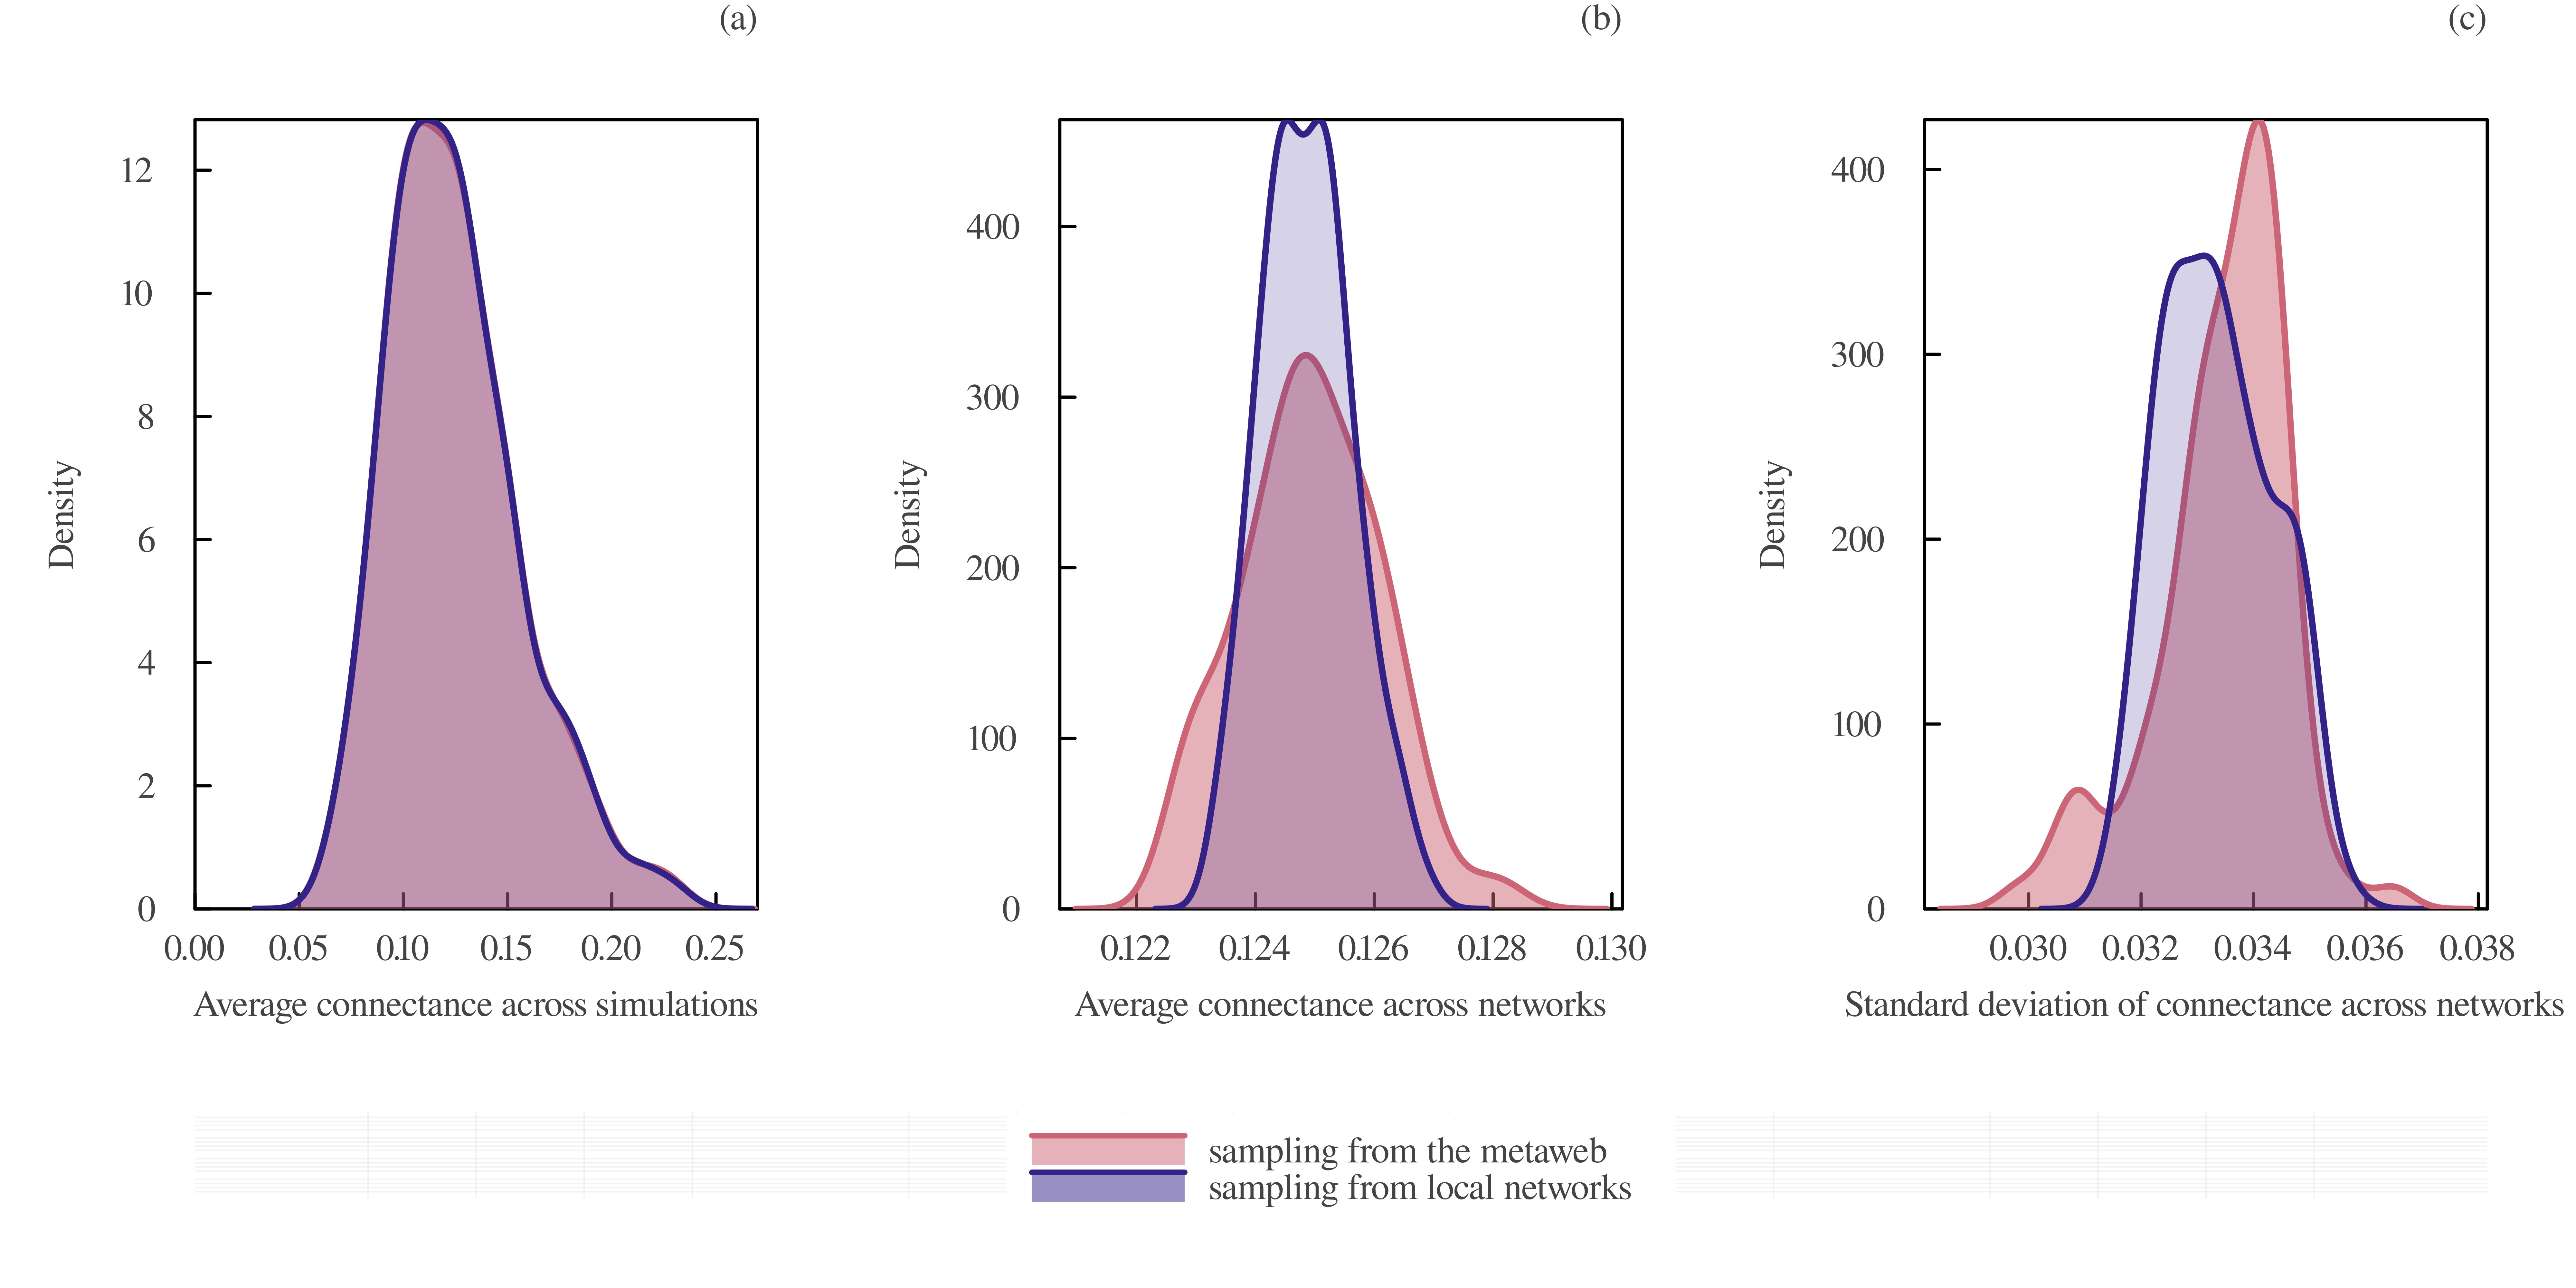 (a)
(b)
(c)
Density
12
10
8
6
4
2
0
0.00 0.05 0.10 0.15 0.20 0.25
Average connectance across simulations
Density
400
300
200
100
0
0.122 0.124 0.126 0.128 0.130
Average connectance across networks
Density
400
300
200
100
0
0.030 0.032 0.034 0.036 0.038
Standard deviation of connectance across networks
sampling from the metaweb
sampling from local networks